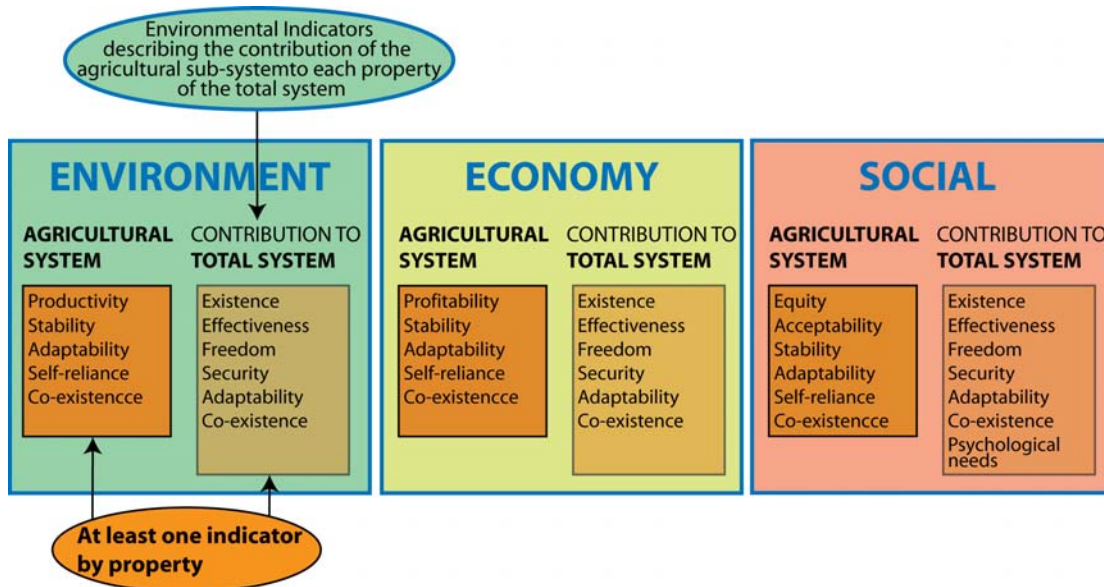 Environmental Indicators
describing the contribution of the
agricultural sub-systemto each property
of the total system
ENVIRONMENT
AGRICULTURAL
SYSTEM
CONTRIBUTION TO
TOTAL SYSTEM
Productivity
Stability
Adaptability
Self-reliance
Co-existencce
Existence
Effectiveness
Freedom
Security
Adaptability
Co-existence
ECONOMY
AGRICULTURAL
SYSTEM
CONTRIBUTION TO
TOTAL SYSTEM
Profitability
Stability
Adaptability
Self-reliance
Co-existencce
Existence
Effectiveness
Freedom
Security
Adaptability
Co-existence
SOCIAL
AGRICULTURAL
SYSTEM
CONTRIBUTION TO
TOTAL SYSTEM
Equity
Acceptability
Stability
Adaptability
Self-reliance
Co-existencce
Existence
Effectiveness
Freedom
Security
Adaptability
Co-existence
Psychological
needs
At least one indicator
by property